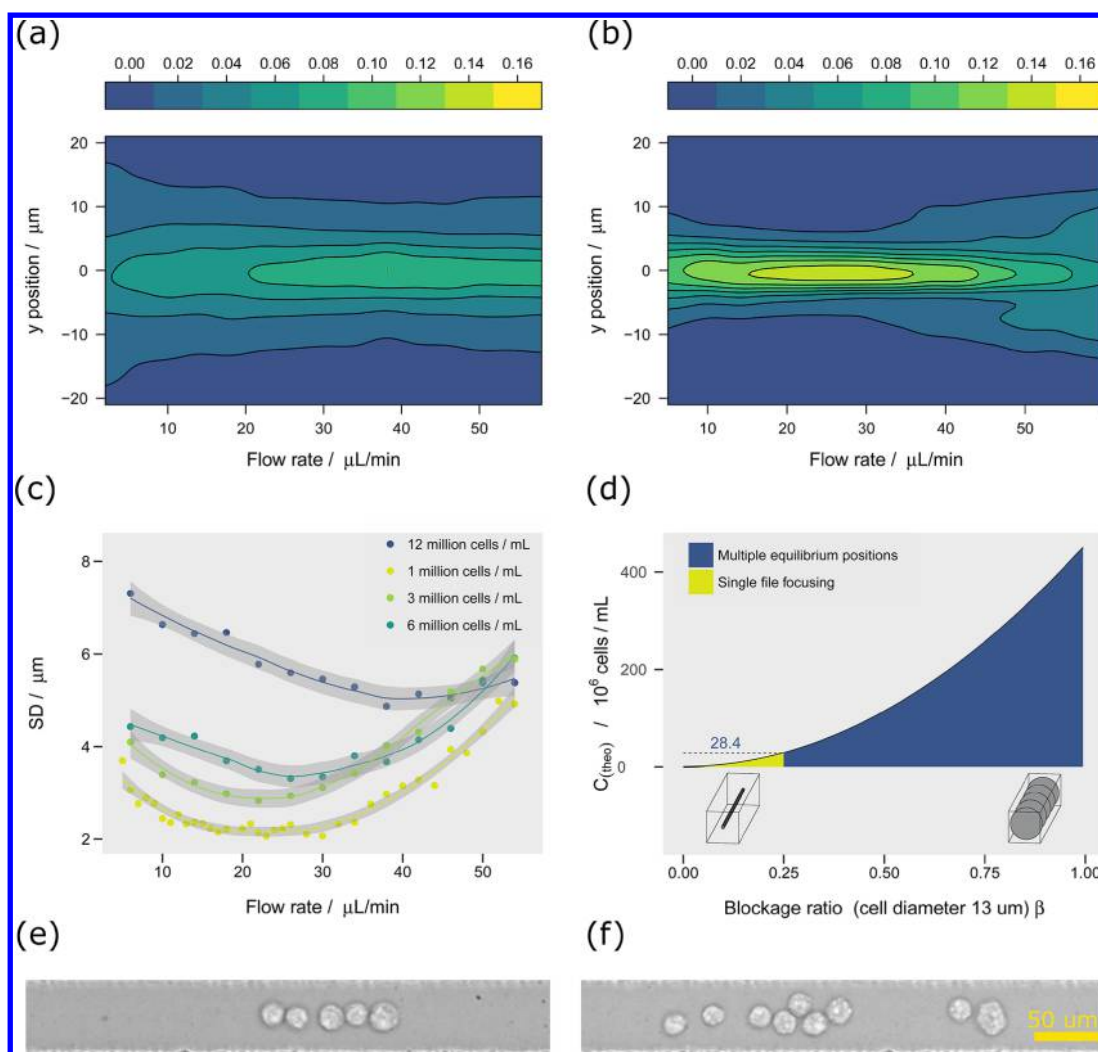 (a)
0.00 0.02 0.04 0.06 0.08 0.10 0.12 0.14 0.16
20
10
0
−10
−20
y position / μm
10 20 30 40 50
Flow rate / μL/min
(b)
0.00 0.02 0.04 0.06 0.08 0.10 0.12 0.14 0.16
20
10
0
−10
−20
y position / μm
10 20 30 40 50
Flow rate / μL/min
(c)
12 million cells / mL
1 million cells / mL
3 million cells / mL
6 million cells / mL
8
6
4
2
SD / μm
10 20 30 40 50
Flow rate / μL/min
(d)
Multiple equilibrium positions
Single file focusing
400
200
0
28.4
C(theo) / 10⁶ cells / mL
0.00 0.25 0.50 0.75 1.00
Blockage ratio (cell diameter 13 um) β
(e)
(f)
50 um